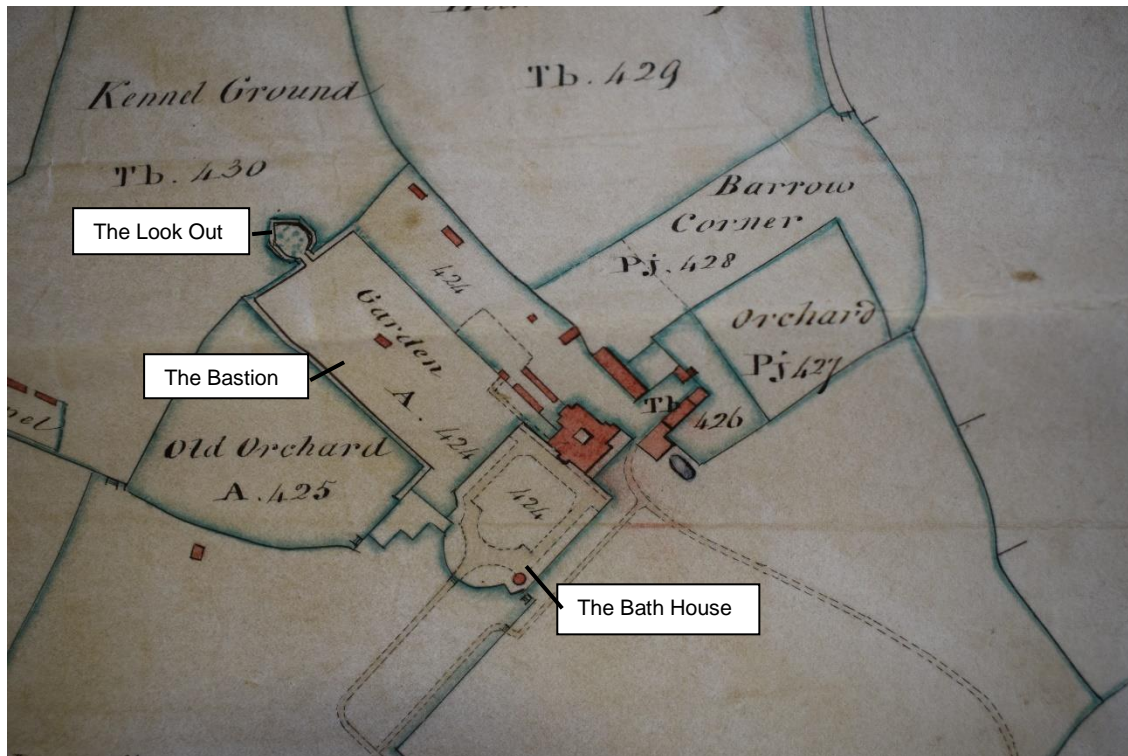 Tb. 429
Kennel Ground
Tb. 430
Barrow
Corner
Pj. 428
The Look Out
424
Garden
A. 424
Orchard
Pj 427
The Bastion
Tb 426
Old Orchard
A. 425
424
The Bath House